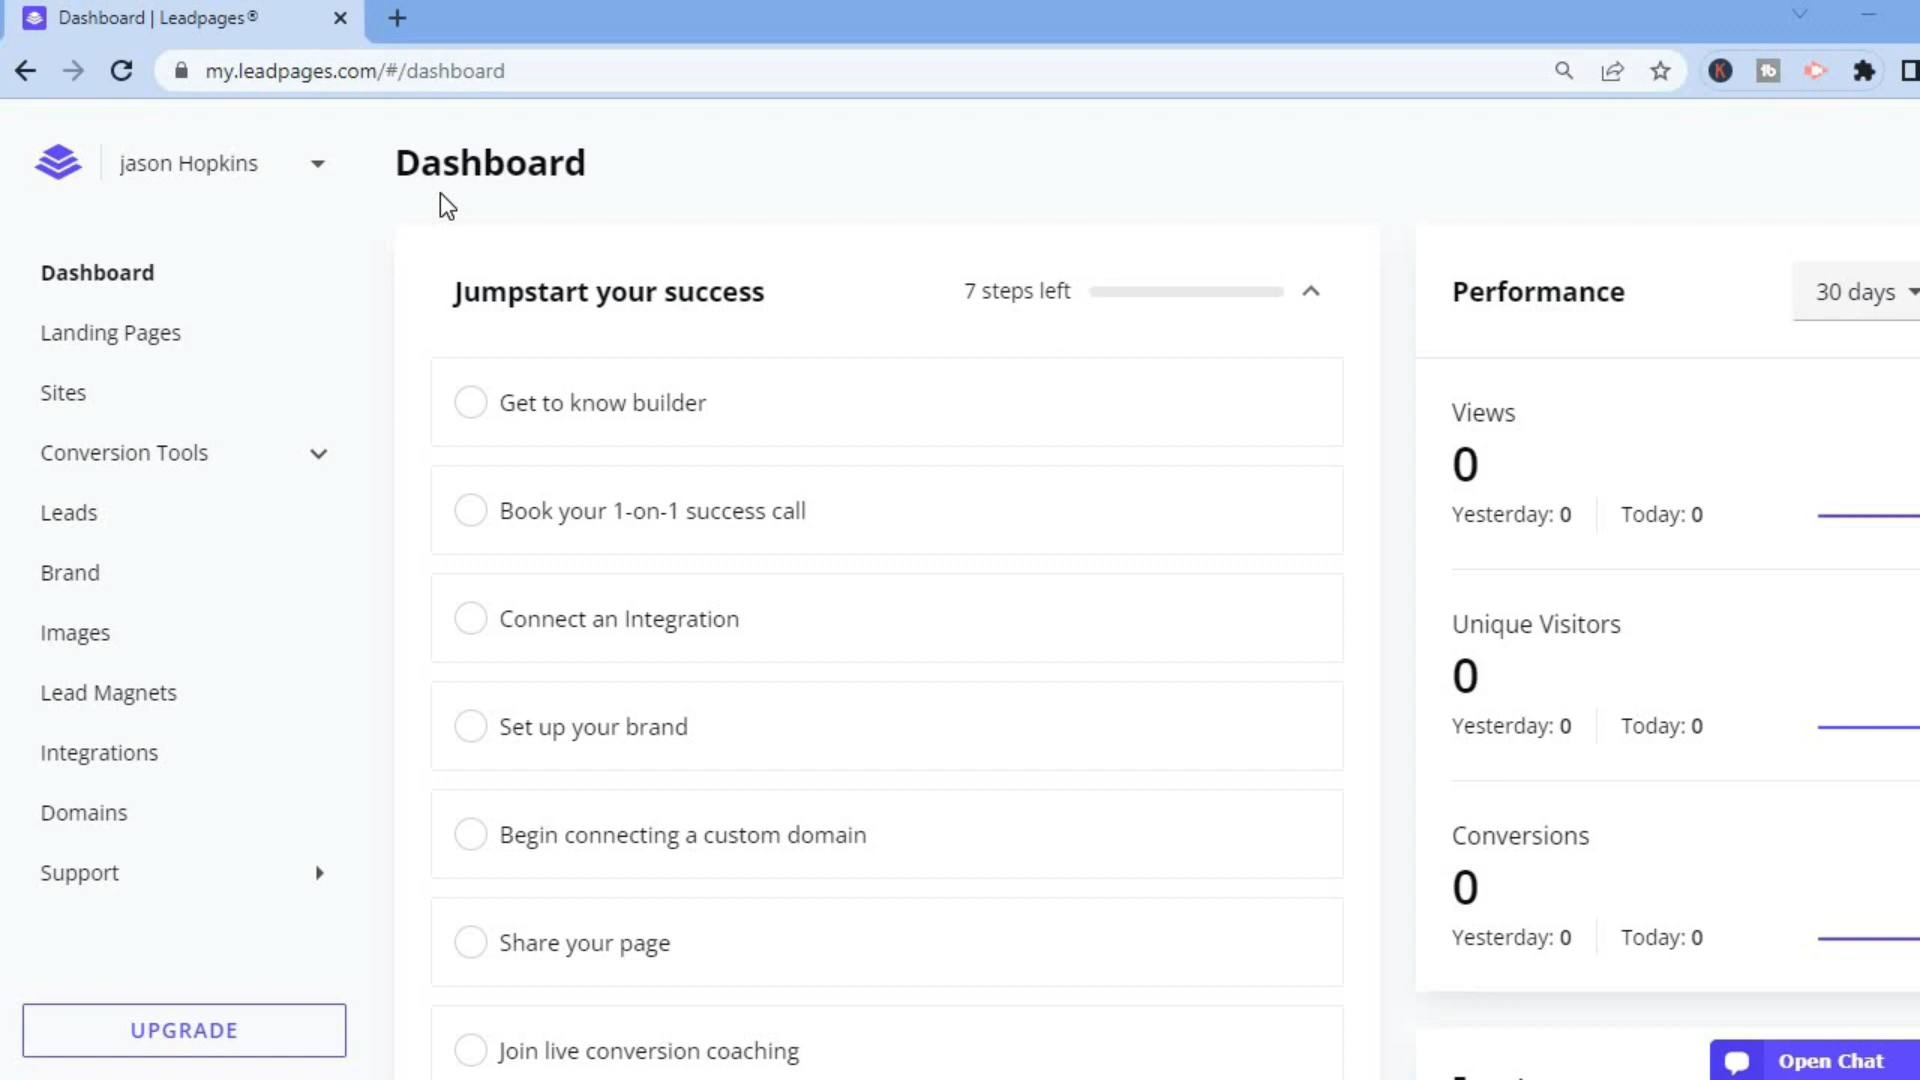 Dashboard | Leadpages®
my.leadpages.com/#/dashboard
K
tb
jason Hopkins
Dashboard
Dashboard
Landing Pages
Sites
Conversion Tools
Leads
Brand
Images
Lead Magnets
Integrations
Domains
Support
UPGRADE
Jumpstart your success
7 steps left
Get to know builder
Book your 1-on-1 success call
Connect an Integration
Set up your brand
Begin connecting a custom domain
Share your page
Join live conversion coaching
Performance
30 days
Views
0
Yesterday: 0
Today: 0
Unique Visitors
0
Yesterday: 0
Today: 0
Conversions
0
Yesterday: 0
Today: 0
Open Chat